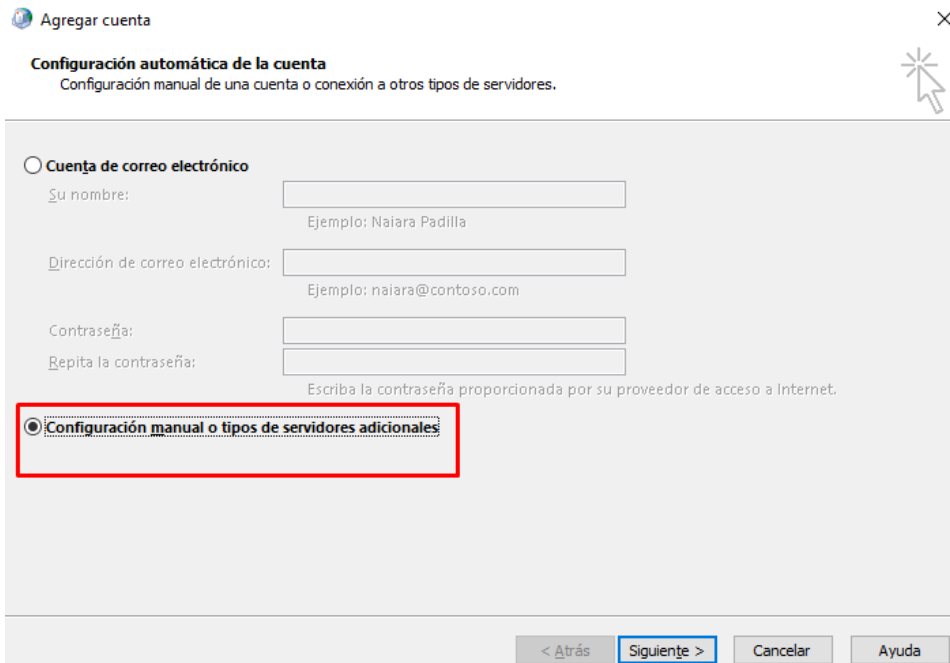 Agregar cuenta
Configuración automática de la cuenta
Configuración manual de una cuenta o conexión a otros tipos de servidores.
Cuenta de correo electrónico
Su nombre:
Ejemplo: Naiara Padilla
Dirección de correo electrónico:
Ejemplo: naiara@contoso.com
Contraseña:
Repita la contraseña:
Escriba la contraseña proporcionada por su proveedor de acceso a Internet.
Configuración manual o tipos de servidores adicionales
< Atrás Siguiente > Cancelar Ayuda